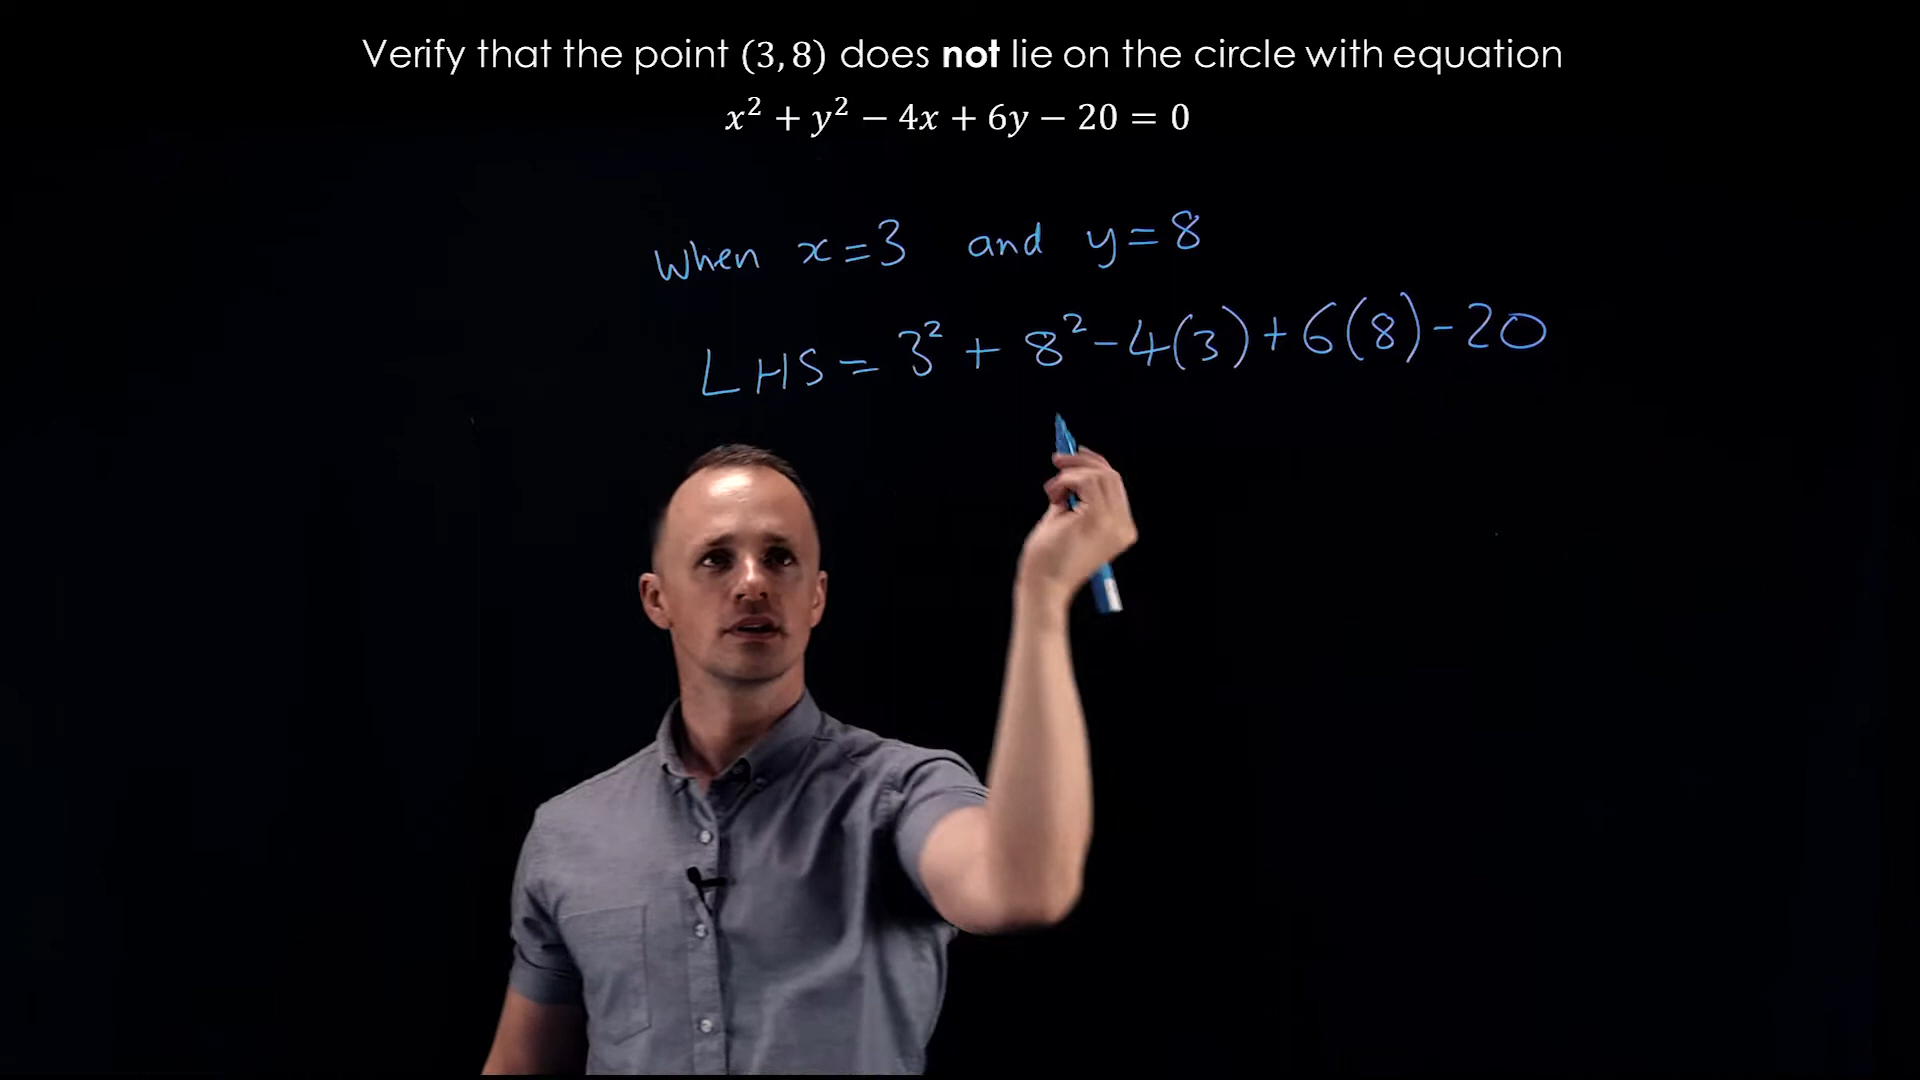 Verify that the point (3, 8) does not lie on the circle with equation
x² + y² − 4x + 6y − 20 = 0
When x=3 and y=8
LHS = 3² + 8² - 4(3) + 6(8) - 20